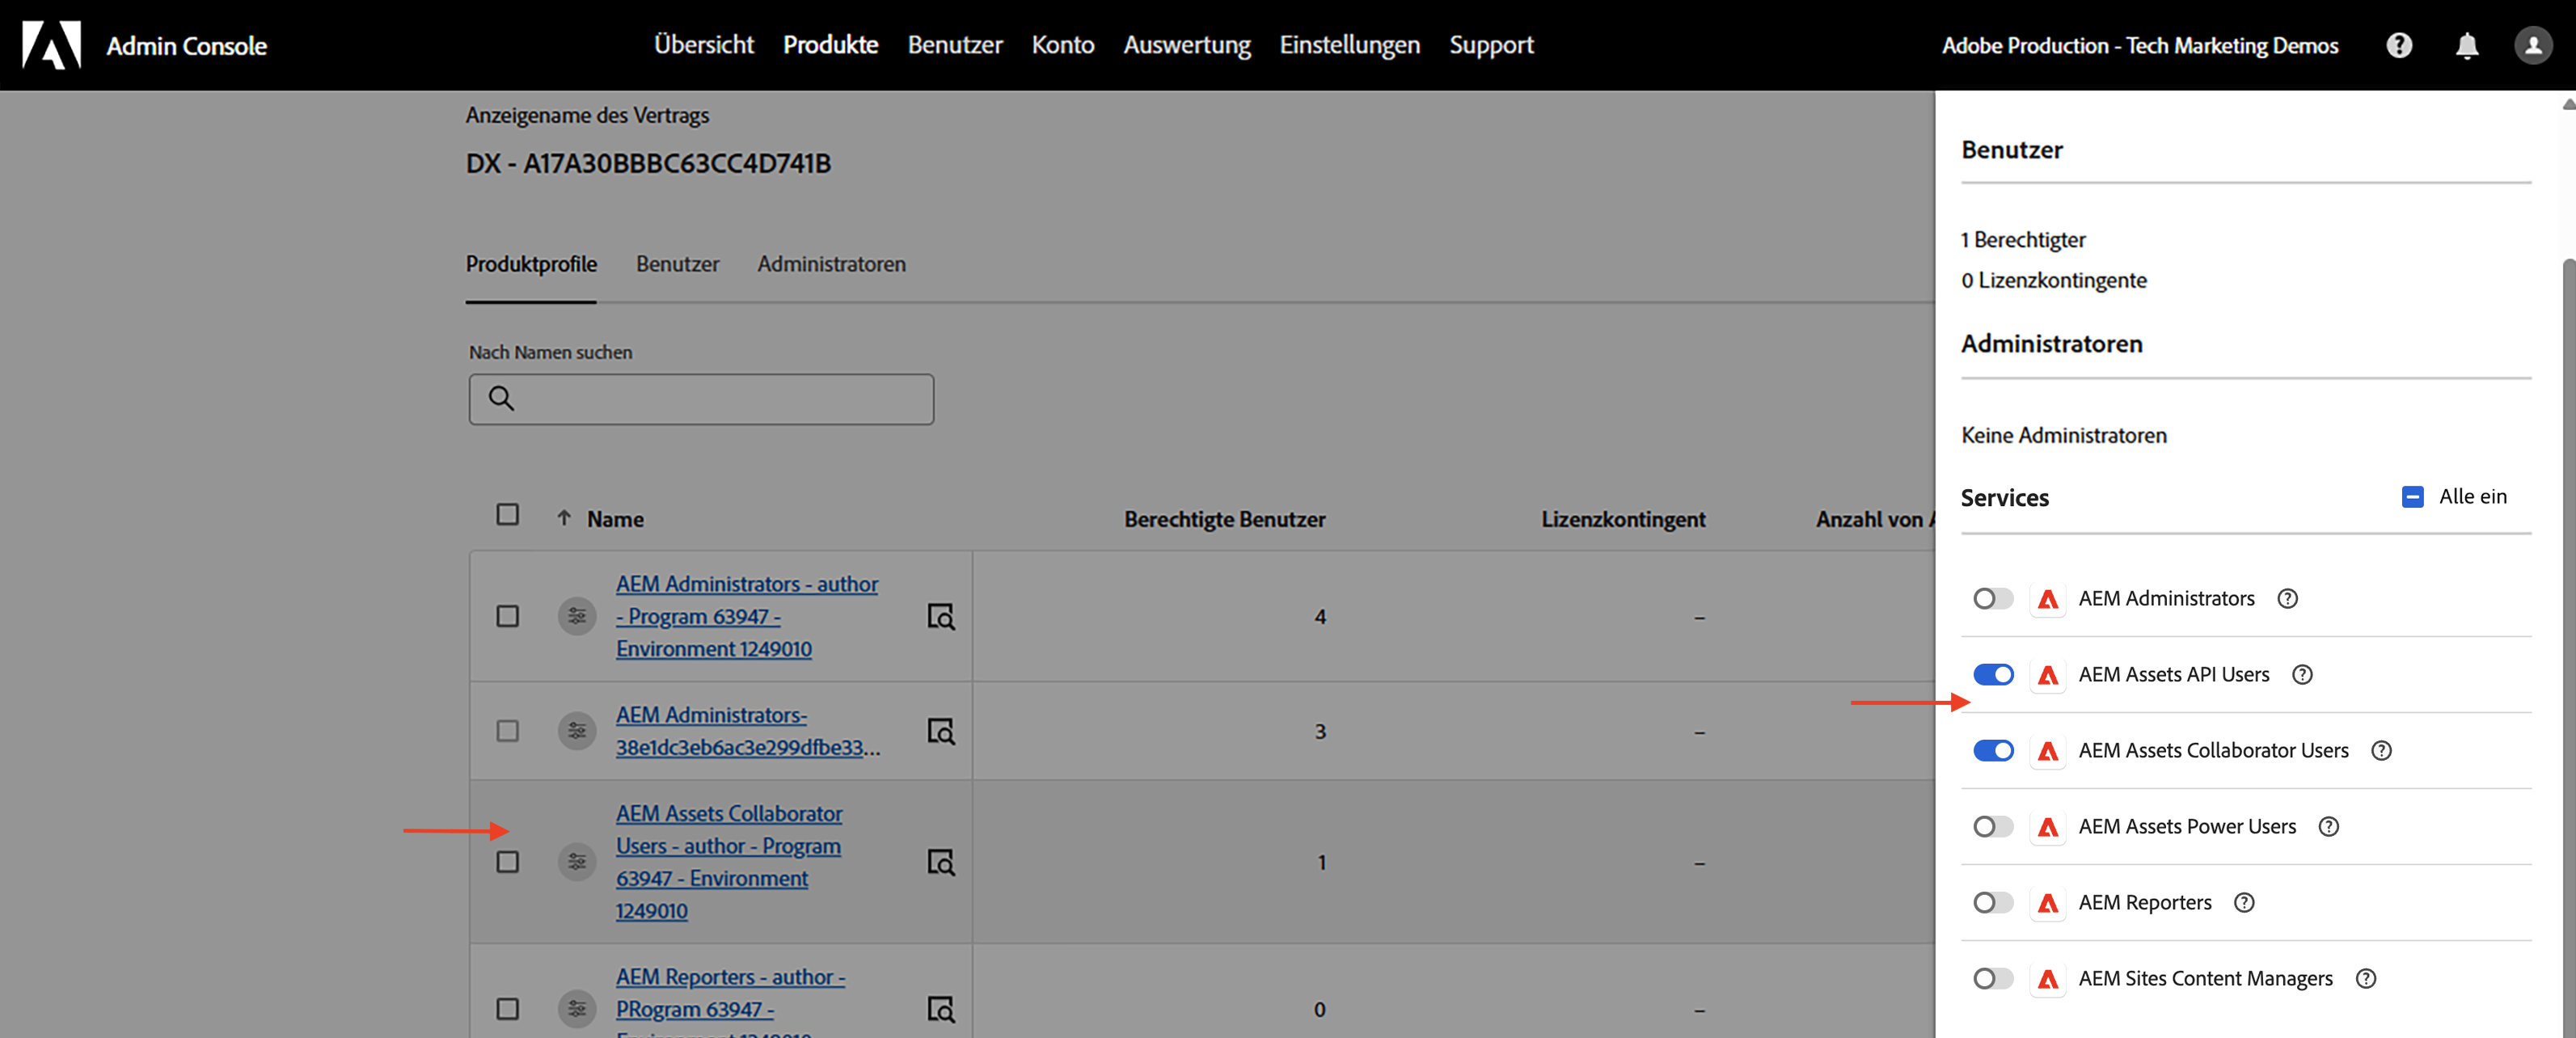 Admin Console
Übersicht Produkte Benutzer Konto Auswertung Einstellungen Support
Adobe Production - Tech Marketing Demos
Anzeigename des Vertrags
DX - A17A30BBBC63CC4D741B
Produktprofile Benutzer Administratoren
Nach Namen suchen
Name Berechtigte Benutzer Lizenzkontingent Anzahl von
AEM Administrators - author
- Program 63947 -
Environment 1249010
4 –
AEM Administrators-
38e1dc3eb6ac3e299dfbe33...
3 –
AEM Assets Collaborator
Users - author - Program
63947 - Environment
1249010
1 –
AEM Reporters - author -
PRogram 63947 -
Environment 1249010
0 –
Benutzer
1 Berechtigter
0 Lizenzkontingente
Administratoren
Keine Administratoren
Services Alle ein
AEM Administrators
AEM Assets API Users
AEM Assets Collaborator Users
AEM Assets Power Users
AEM Reporters
AEM Sites Content Managers